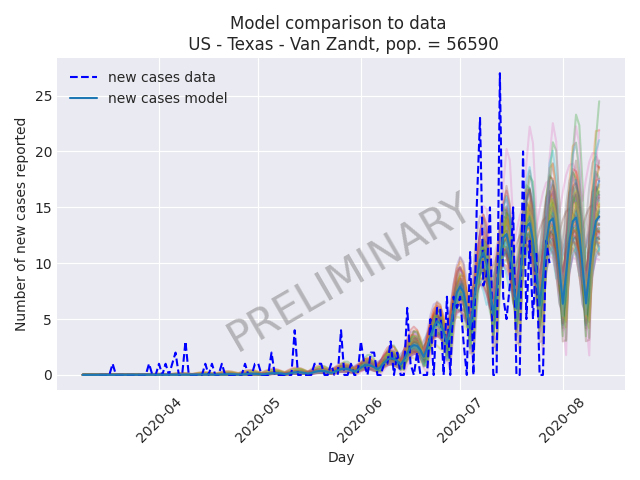 Model comparison to data
US - Texas - Van Zandt, pop. = 56590
new cases data
new cases model
Number of new cases reported
25
20
15
10
5
0
PRELIMINARY
2020-04
2020-05
2020-06
2020-07
2020-08
Day